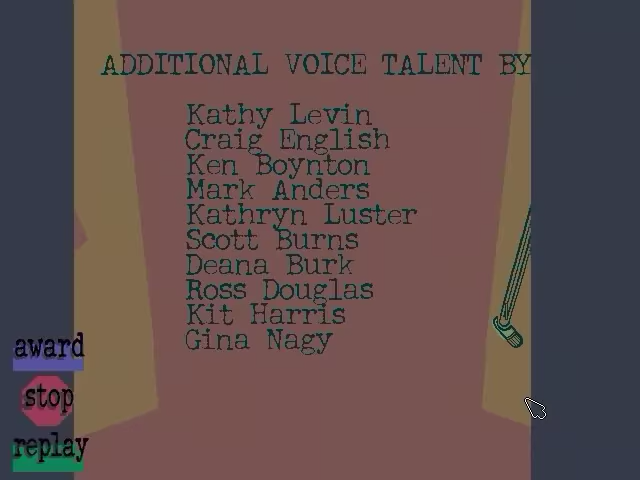 ADDITIONAL VOICE TALENT BY
Kathy Levin
Craig English
Ken Boynton
Mark Anders
Kathryn Luster
Scott Burns
Deana Burk
Ross Douglas
Kit Harris
Gina Nagy
award
stop
replay